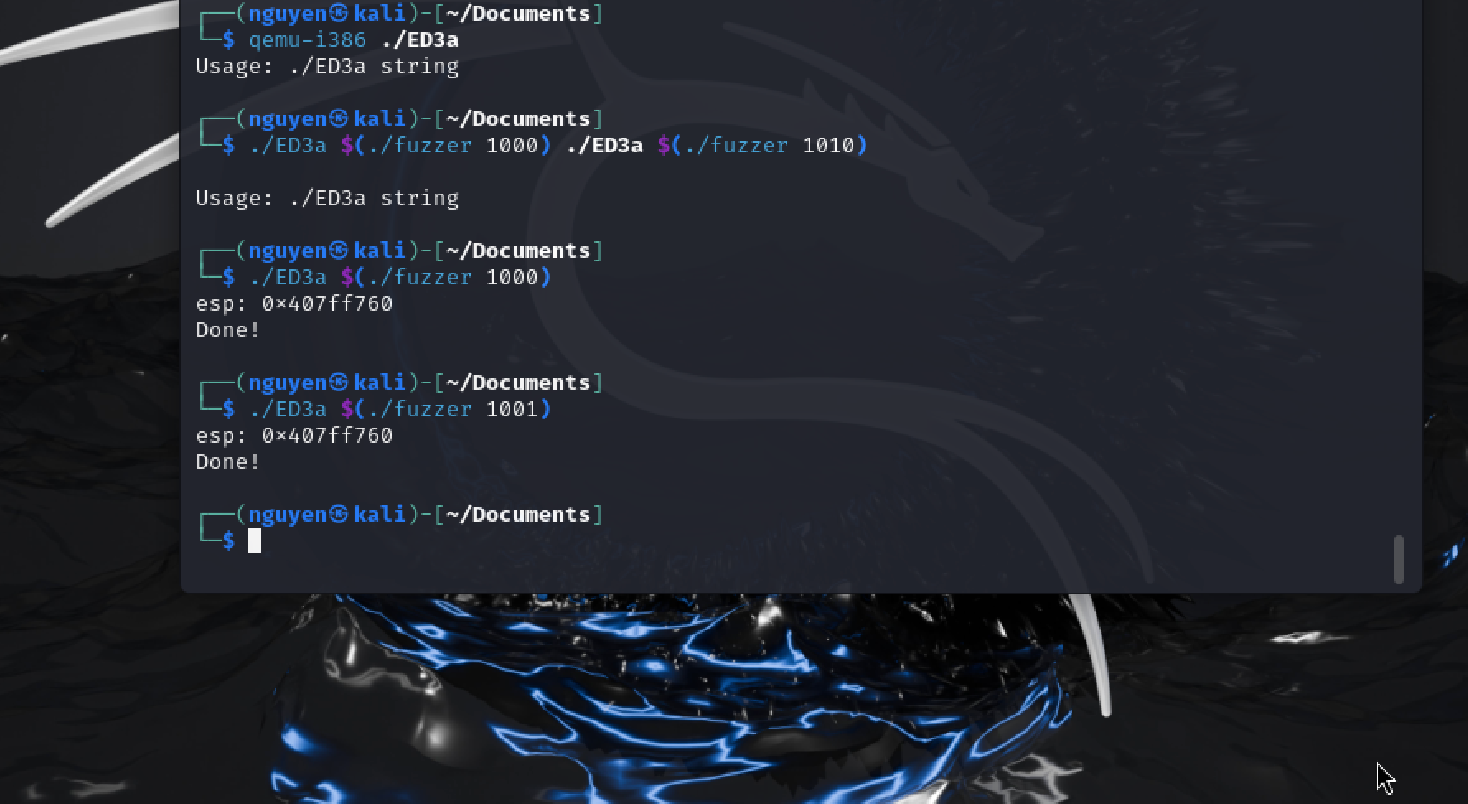 ┌──(nguyen㉿kali)-[~/Documents]
└─$ qemu-i386 ./ED3a
Usage: ./ED3a string
┌──(nguyen㉿kali)-[~/Documents]
└─$ ./ED3a $(./fuzzer 1000) ./ED3a $(./fuzzer 1010)
Usage: ./ED3a string
┌──(nguyen㉿kali)-[~/Documents]
└─$ ./ED3a $(./fuzzer 1000)
esp: 0×407ff760
Done!
┌──(nguyen㉿kali)-[~/Documents]
└─$ ./ED3a $(./fuzzer 1001)
esp: 0×407ff760
Done!
┌──(nguyen㉿kali)-[~/Documents]
└─$